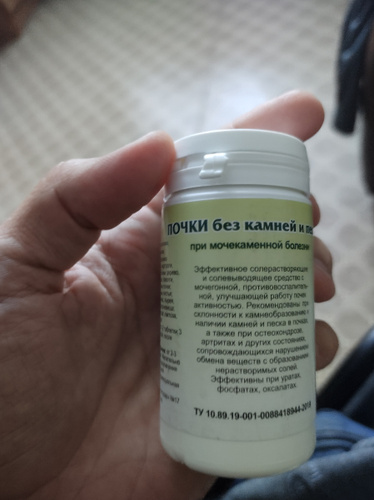 ПОЧКИ без камней и
при мочекаменной болезни
Эффективное солерастворяющее
и солевыводящее средство с
мочегонной, противовоспалитель-
ной, улучшающей работу почек
активностью. Рекомендованы при
склонности к камнеобразованию и
наличии камней и песка в почках,
а также при остеохондрозе,
артритах и других состояниях,
сопровождающихся нарушением
обмена веществ с образованием
нерастворимых солей.
Эффективны при уратах,
фосфатах, оксалатах.
ТУ 10.89.19-001-0088418944-2018